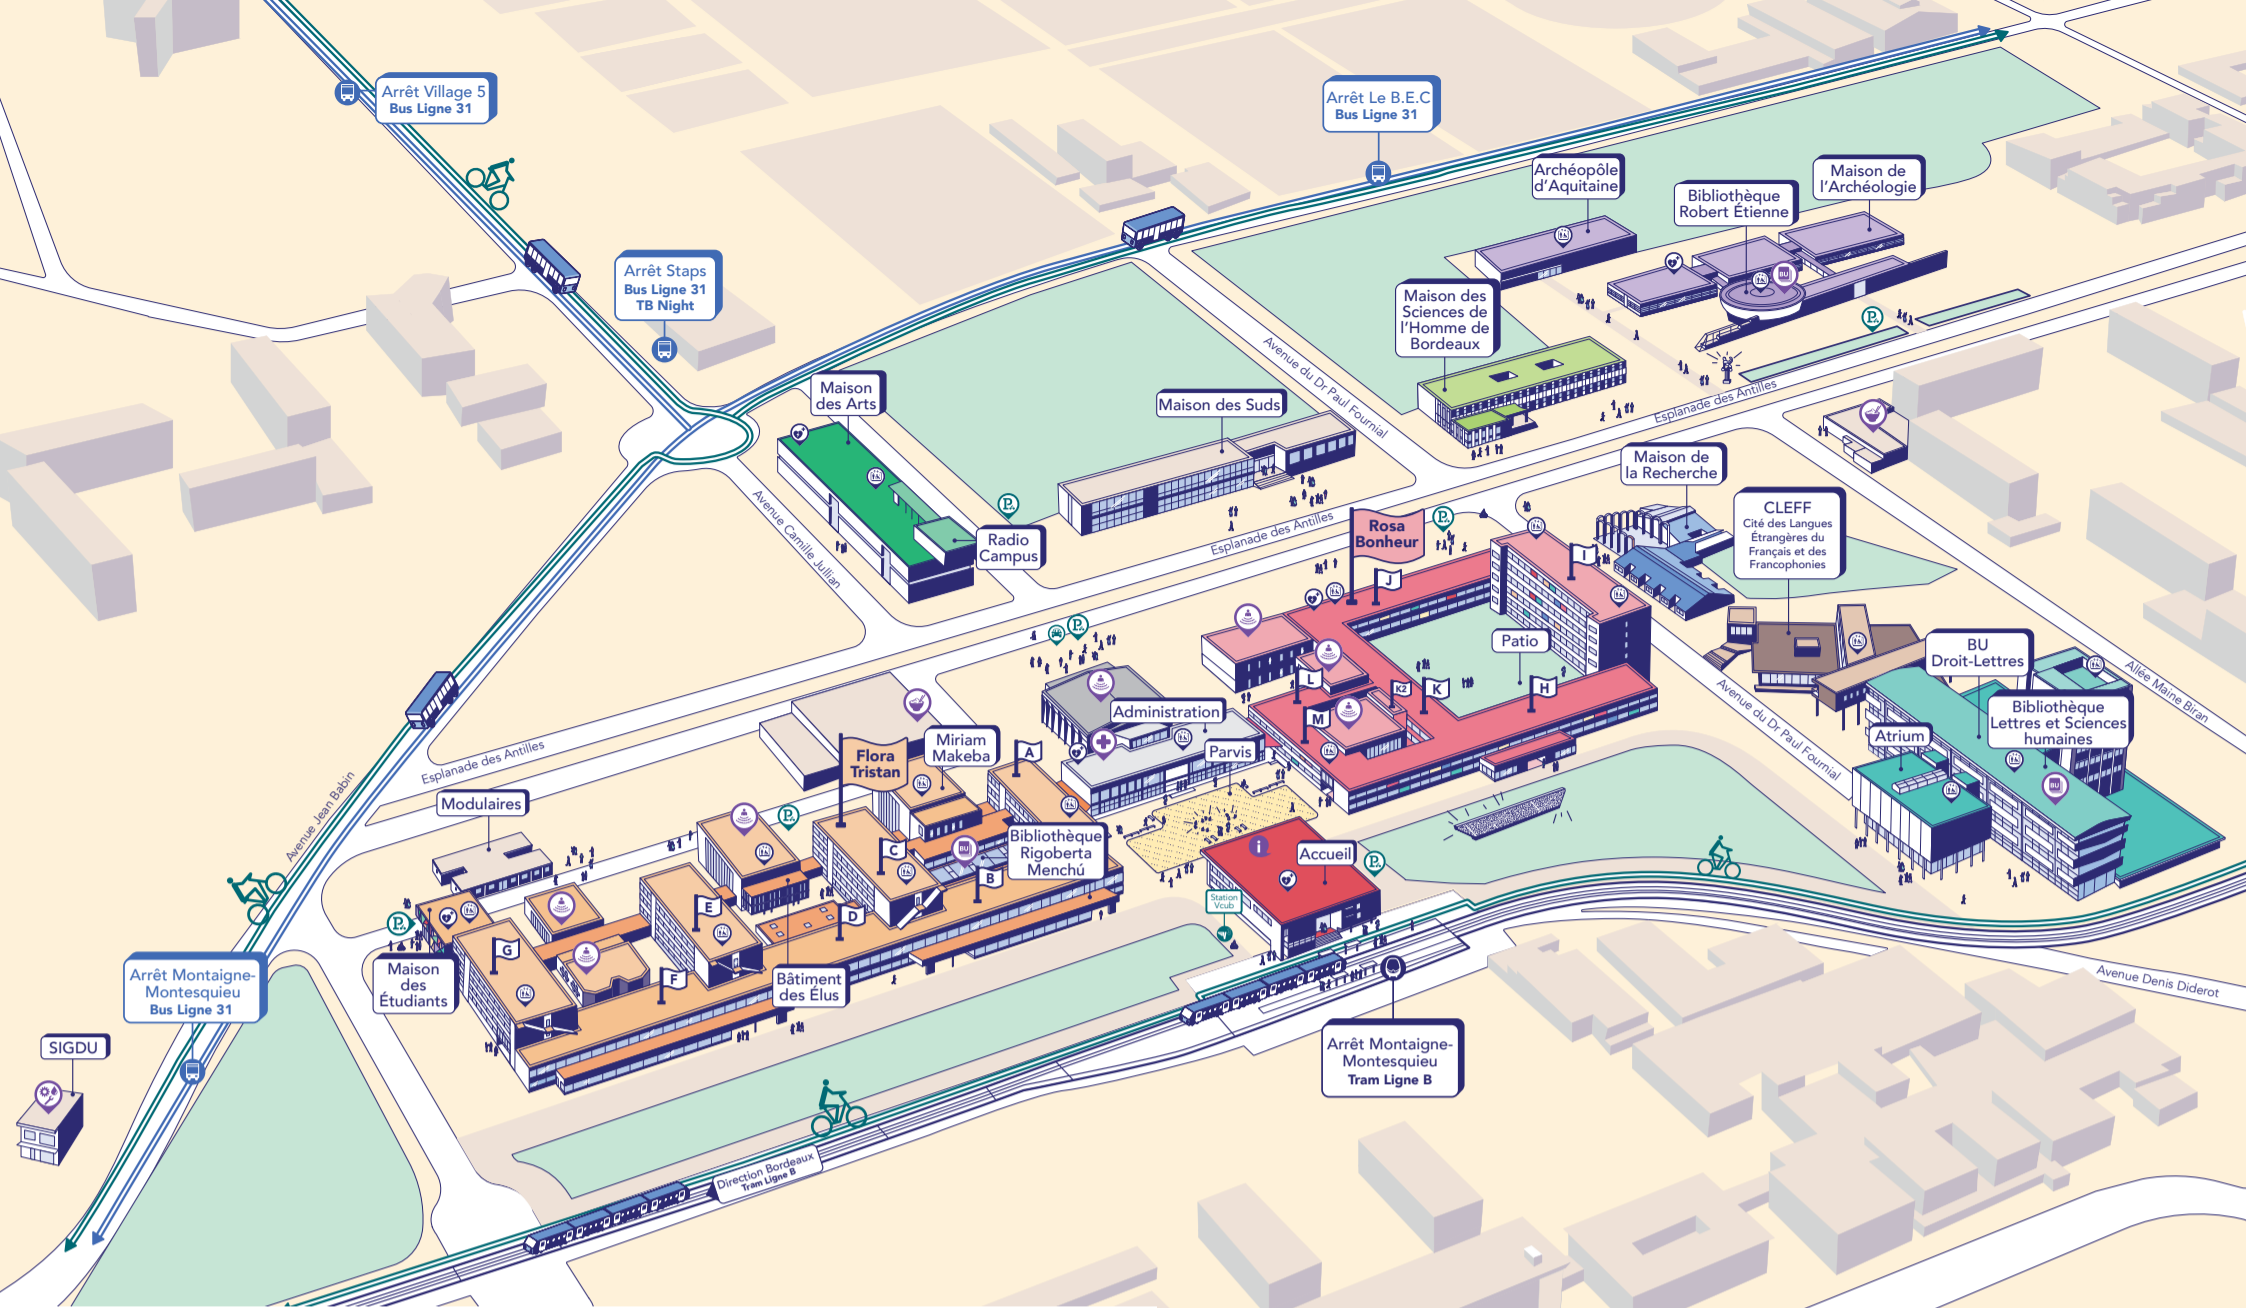 Arrêt Village 5
Bus Ligne 31
Arrêt Le B.E.C
Bus Ligne 31
Archéopôle
d'Aquitaine
Maison de
l'Archéologie
Bibliothèque
Robert Étienne
Arrêt Staps
Bus Ligne 31
TB Night
Maison des
Sciences de
l'Homme de
Bordeaux
BU
P.
Avenue du Dr Paul Fournial
Esplanade des Antilles
Maison
des Arts
Maison des Suds
Maison de
la Recherche
Avenue Camille Jullian
P.
Radio
Campus
Esplanade des Antilles
Rosa
Bonheur
P.
I
J
CLEFF
Cité des Langues
Étrangères du
Français et des
Francophonies
P.
Patio
BU
Droit-Lettres
L
K2
K
H
M
Allée Maine Biran
Avenue du Dr Paul Fournial
Administration
Parvis
Bibliothèque
Lettres et Sciences
humaines
Atrium
BU
Esplanade des Antilles
Flora
Tristan
Miriam
Makeba
A
Avenue Jean Babin
Modulaires
P.
C
BU
Bibliothèque
Rigoberta
Menchú
B
i
Accueil
P.
Station
Vcub
E
D
P.
G
F
Maison
des
Étudiants
Bâtiment
des Élus
Arrêt Montaigne-
Montesquieu
Bus Ligne 31
Avenue Denis Diderot
SIGDU
Arrêt Montaigne-
Montesquieu
Tram Ligne B
Direction Bordeaux
Tram Ligne B